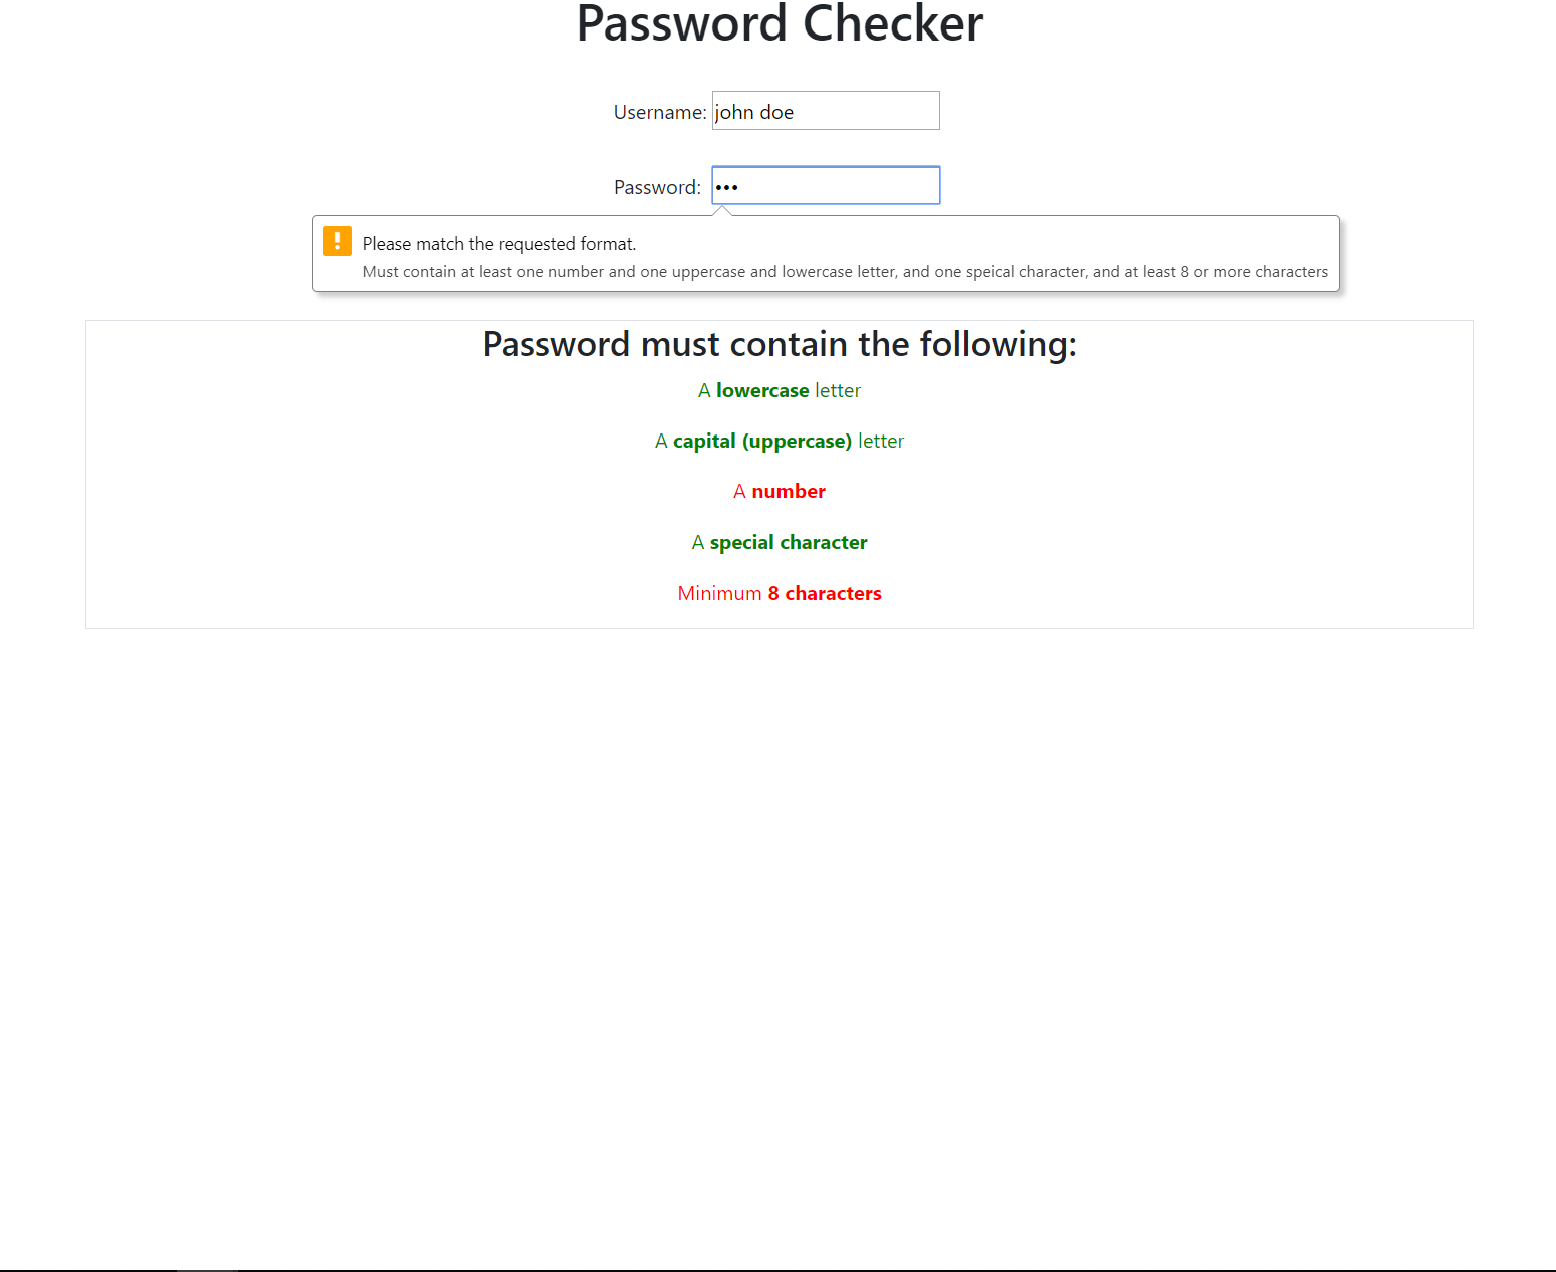 Password Checker
Username: john doe
Password: •••
Please match the requested format.
Must contain at least one number and one uppercase and lowercase letter, and one speical character, and at least 8 or more characters
Password must contain the following:
A lowercase letter
A capital (uppercase) letter
A number
A special character
Minimum 8 characters